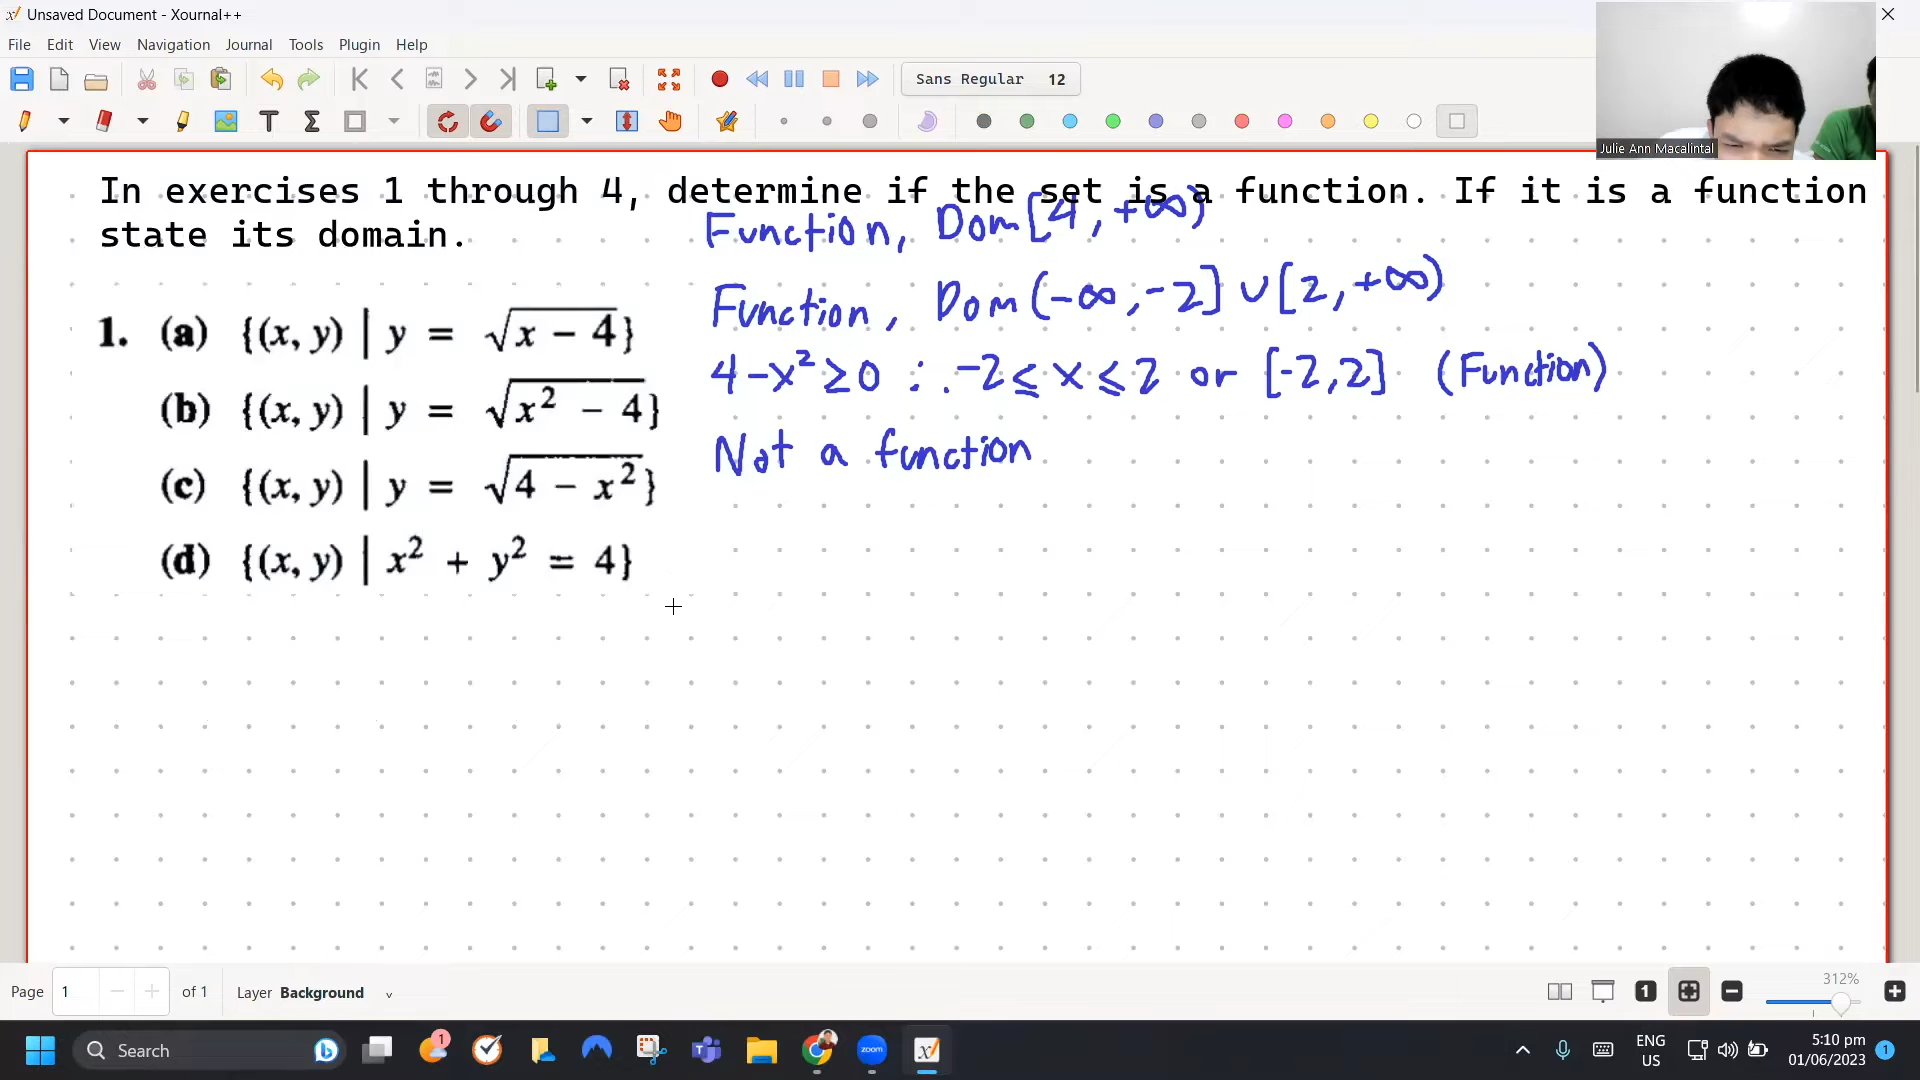 Unsaved Document - Xournal++
File Edit View Navigation Journal Tools Plugin Help
Sans Regular 12
Julie Ann Macalintal
In exercises 1 through 4, determine if the set is a function. If it is a function
state its domain.
Function, Dom [4, +∞)
Function, Dom (-∞, -2] ∪ [2, +∞)
1. (a) {(x, y) | y = √(x − 4)}
4-x² ≥ 0 ∴ -2 ≤ x ≤ 2 or [-2,2] (Function)
(b) {(x, y) | y = √(x² − 4)}
Not a function
(c) {(x, y) | y = √(4 − x²)}
(d) {(x, y) | x² + y² = 4}
312%
Page 1 of 1 Layer Background
Search
1
zoom
ENG
US
5:10 pm
01/06/2023
1